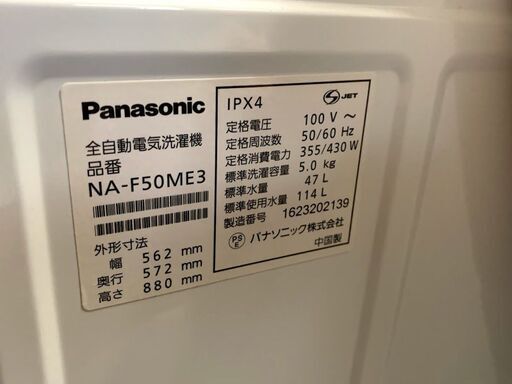 Panasonic
全自動電気洗濯機
品番
NA-F50ME3
外形寸法
幅 562 mm
奥行 572 mm
高さ 880 mm
IPX4
S JET
定格電圧 100 V ～
定格周波数 50/60 Hz
定格消費電力 355/430 W
標準洗濯容量 5.0 kg
標準水量 47 L
標準使用水量 114 L
製造番号 1623202139
PS E パナソニック株式会社
中国製